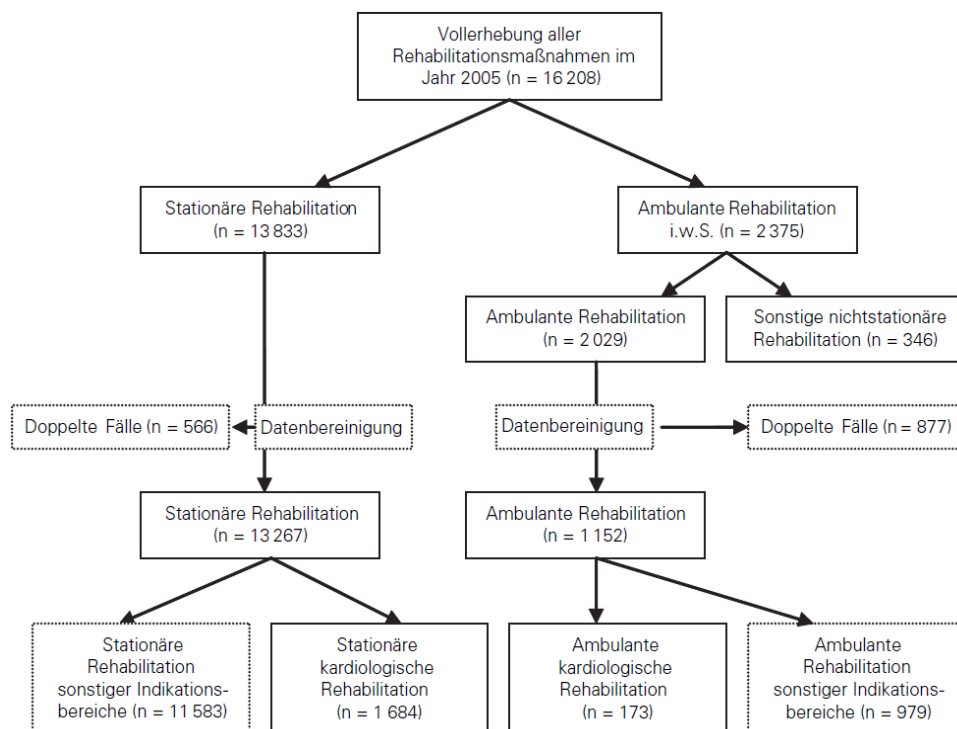 Vollerhebung aller
Rehabilitationsmaßnahmen im
Jahr 2005 (n = 16 208)
Stationäre Rehabilitation
(n = 13 833)
Ambulante Rehabilitation
i.w.S. (n = 2 375)
Ambulante Rehabilitation
(n = 2 029)
Sonstige nichtstationäre
Rehabilitation (n = 346)
Doppelte Fälle (n = 566)
Datenbereinigung
Datenbereinigung
Doppelte Fälle (n = 877)
Stationäre Rehabilitation
(n = 13 267)
Ambulante Rehabilitation
(n = 1 152)
Stationäre
Rehabilitation
sonstiger Indikations-
bereiche (n = 11 583)
Stationäre
kardiologische
Rehabilitation
(n = 1 684)
Ambulante
kardiologische
Rehabilitation
(n = 173)
Ambulante
Rehabilitation
sonstiger Indikations-
bereiche (n = 979)